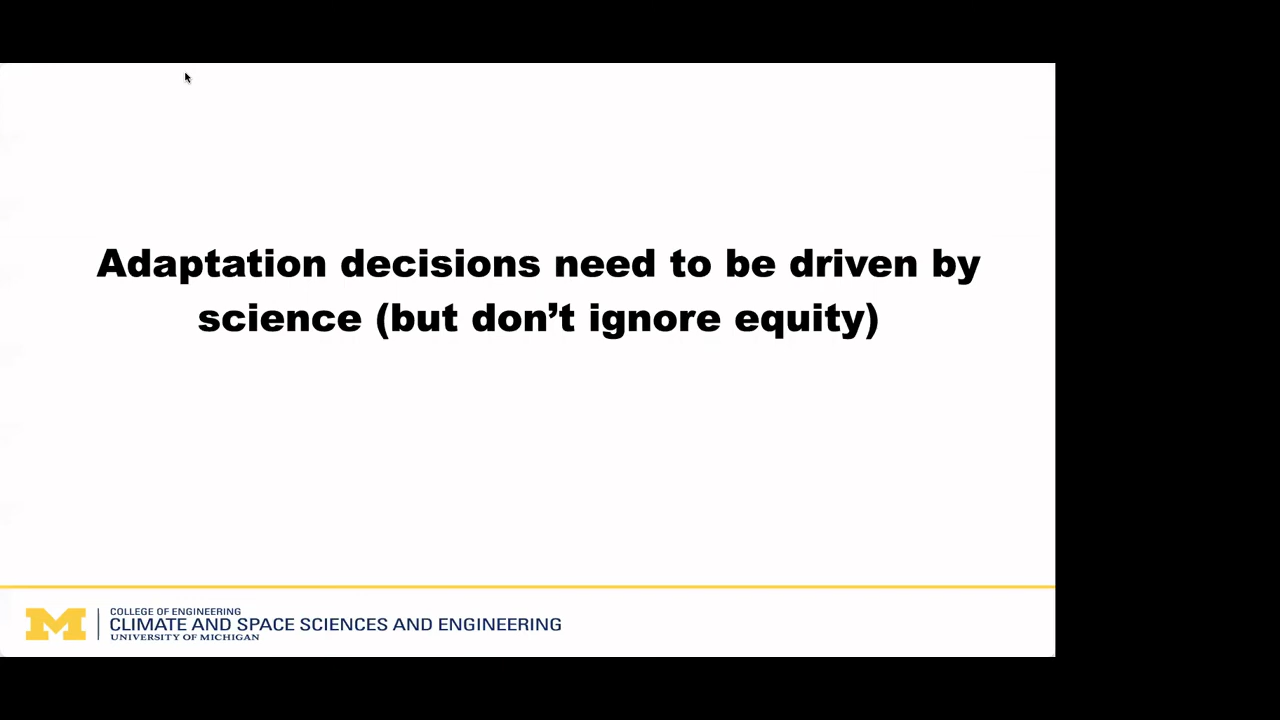 Adaptation decisions need to be driven by
science (but don’t ignore equity)
M
COLLEGE OF ENGINEERING
CLIMATE AND SPACE SCIENCES AND ENGINEERING
UNIVERSITY OF MICHIGAN